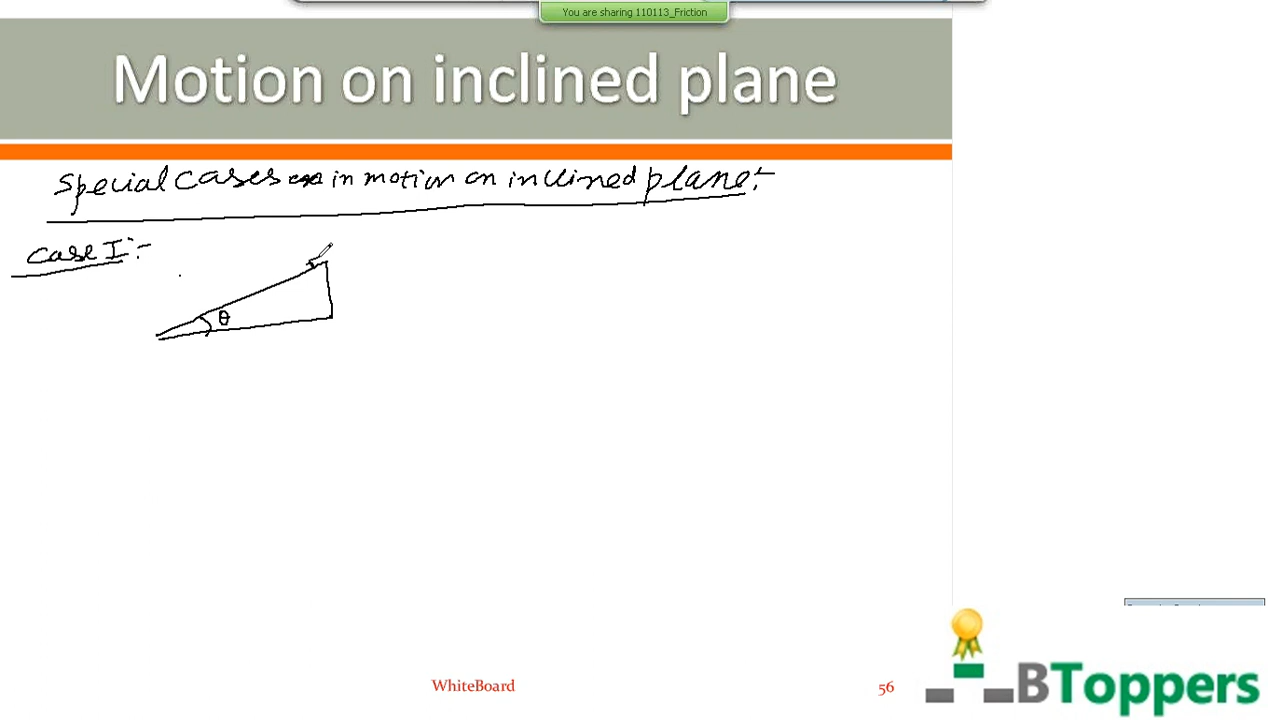 You are sharing 110113_Friction
Motion on inclined plane
Special cases in motion on inclined plane:-
Case I:-
θ
WhiteBoard
56
BToppers